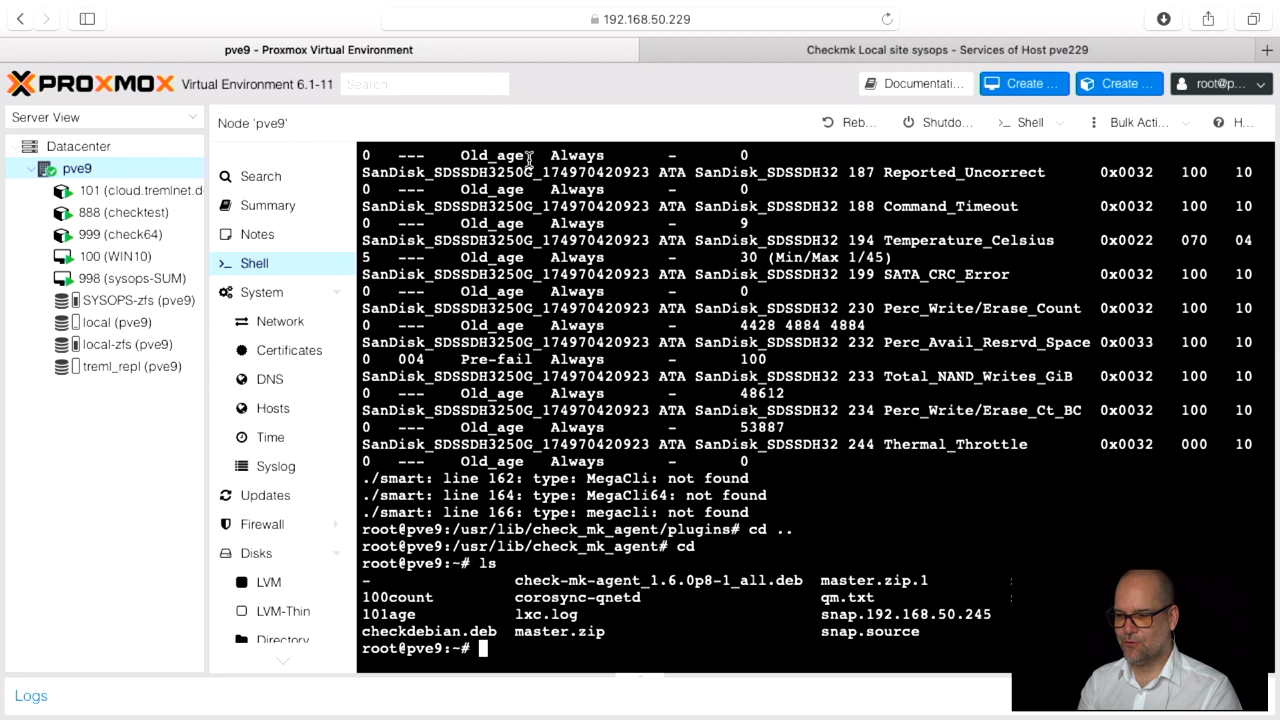 192.168.50.229
pve9 - Proxmox Virtual Environment
Checkmk Local site sysops - Services of Host pve229
PROXMOX Virtual Environment 6.1-11
Search
Documentati...
Create ...
Create ...
root@p...
Server View
Node 'pve9'
Reb...
Shutdo...
Shell
Bulk Acti...
H...
Datacenter
pve9
101 (cloud.tremlnet.d
888 (checktest)
999 (check64)
100 (WIN10)
998 (sysops-SUM)
SYSOPS-zfs (pve9)
local (pve9)
local-zfs (pve9)
treml_repl (pve9)
Search
Summary
Notes
Shell
System
Network
Certificates
DNS
Hosts
Time
Syslog
Updates
Firewall
Disks
LVM
LVM-Thin
Directory
0 --- Old_age Always - 0
SanDisk_SDSSDH3250G_174970420923 ATA SanDisk_SDSSDH32 187 Reported_Uncorrect 0x0032 100 10
0 --- Old_age Always - 0
SanDisk_SDSSDH3250G_174970420923 ATA SanDisk_SDSSDH32 188 Command_Timeout 0x0032 100 10
0 --- Old_age Always - 9
SanDisk_SDSSDH3250G_174970420923 ATA SanDisk_SDSSDH32 194 Temperature_Celsius 0x0022 070 04
5 --- Old_age Always - 30 (Min/Max 1/45)
SanDisk_SDSSDH3250G_174970420923 ATA SanDisk_SDSSDH32 199 SATA_CRC_Error 0x0032 100 10
0 --- Old_age Always - 0
SanDisk_SDSSDH3250G_174970420923 ATA SanDisk_SDSSDH32 230 Perc_Write/Erase_Count 0x0032 100 10
0 --- Old_age Always - 4428 4884 4884
SanDisk_SDSSDH3250G_174970420923 ATA SanDisk_SDSSDH32 232 Perc_Avail_Resrvd_Space 0x0033 100 10
0 004 Pre-fail Always - 100
SanDisk_SDSSDH3250G_174970420923 ATA SanDisk_SDSSDH32 233 Total_NAND_Writes_GiB 0x0032 100 10
0 --- Old_age Always - 48612
SanDisk_SDSSDH3250G_174970420923 ATA SanDisk_SDSSDH32 234 Perc_Write/Erase_Ct_BC 0x0032 100 10
0 --- Old_age Always - 53887
SanDisk_SDSSDH3250G_174970420923 ATA SanDisk_SDSSDH32 244 Thermal_Throttle 0x0032 000 10
0 --- Old_age Always - 0
./smart: line 162: type: MegaCli: not found
./smart: line 164: type: MegaCli64: not found
./smart: line 166: type: megacli: not found
root@pve9:/usr/lib/check_mk_agent/plugins# cd ..
root@pve9:/usr/lib/check_mk_agent# cd
root@pve9:~# ls
- check-mk-agent_1.6.0p8-1_all.deb master.zip.1
100count corosync-qnetd qm.txt
101age lxc.log snap.192.168.50.245
checkdebian.deb master.zip snap.source
root@pve9:~#
Logs